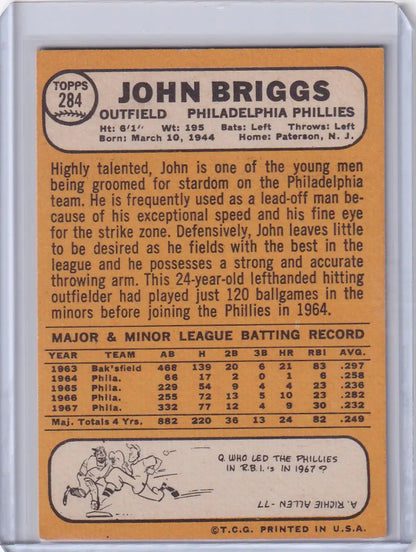 TOPPS
284
JOHN BRIGGS
OUTFIELD PHILADELPHIA PHILLIES
Ht: 6'1" Wt: 195 Bats: Left Throws: Left
Born: March 10, 1944 Home: Paterson, N. J.
Highly talented, John is one of the young men
being groomed for stardom on the Philadelphia
team. He is frequently used as a lead-off man be-
cause of his exceptional speed and his fine eye
for the strike zone. Defensively, John leaves little
to be desired as he fields with the best in the
league and he possesses a strong and accurate
throwing arm. This 24-year-old lefthanded hitting
outfielder had played just 120 ballgames in the
minors before joining the Phillies in 1964.
MAJOR & MINOR LEAGUE BATTING RECORD
YEAR TEAM AB H 2B 3B HR RBI AVG.
1963 Bak'sfield 468 139 20 6 21 83 .297
1964 Phila. 66 17 2 0 1 6 .258
1965 Phila. 229 54 9 4 4 23 .236
1966 Phila. 255 72 13 5 10 23 .282
1967 Phila. 332 77 12 4 9 30 .232
Maj. Totals 4 Yrs. 882 220 36 13 24 82 .249
Q. WHO LED THE PHILLIES
IN R.B.I.'S IN 1967?
A. RICHIE ALLEN -77
©T.C.G. PRINTED IN U.S.A.